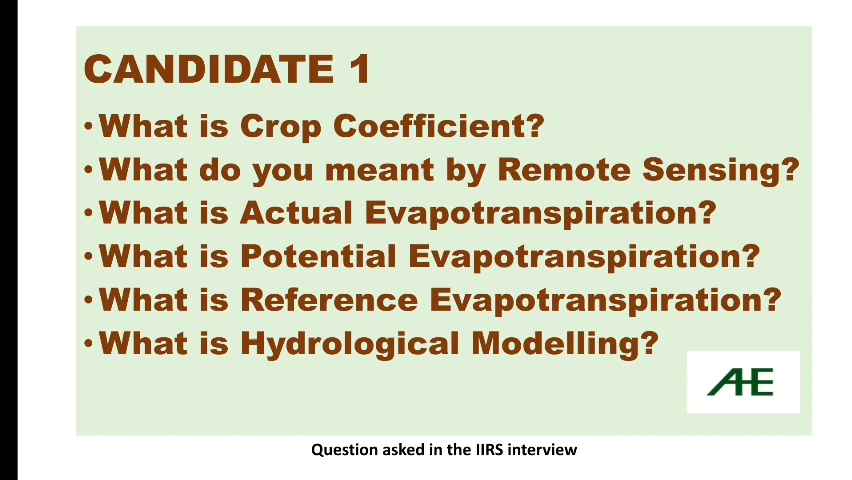 CANDIDATE 1
• What is Crop Coefficient?
• What do you meant by Remote Sensing?
• What is Actual Evapotranspiration?
• What is Potential Evapotranspiration?
• What is Reference Evapotranspiration?
• What is Hydrological Modelling?
AHE
Question asked in the IIRS interview